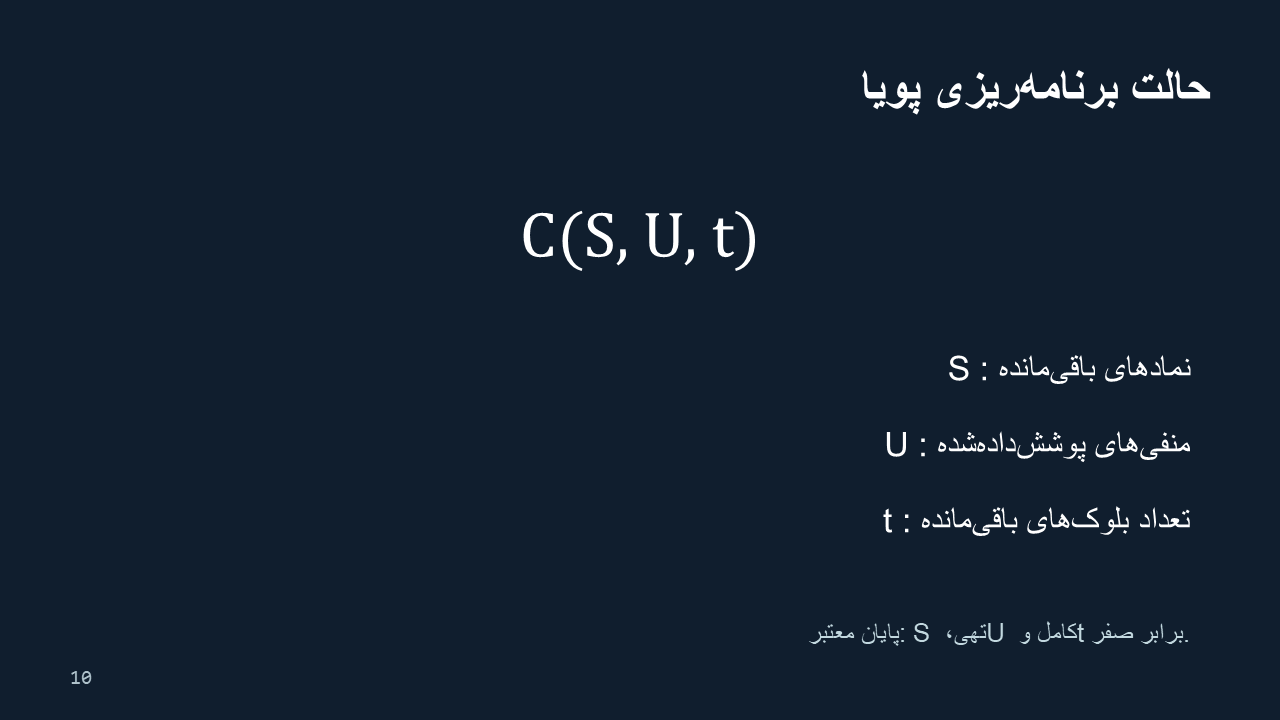 حالت برنامه‌ریزی پویا
C(S, U, t)
نمادهای باقی‌مانده : S
منفی‌های پوشش‌داده‌شده : U
تعداد بلوک‌های باقی‌مانده : t
پایان معتبر: S تهی، U کامل و t برابر صفر.
10